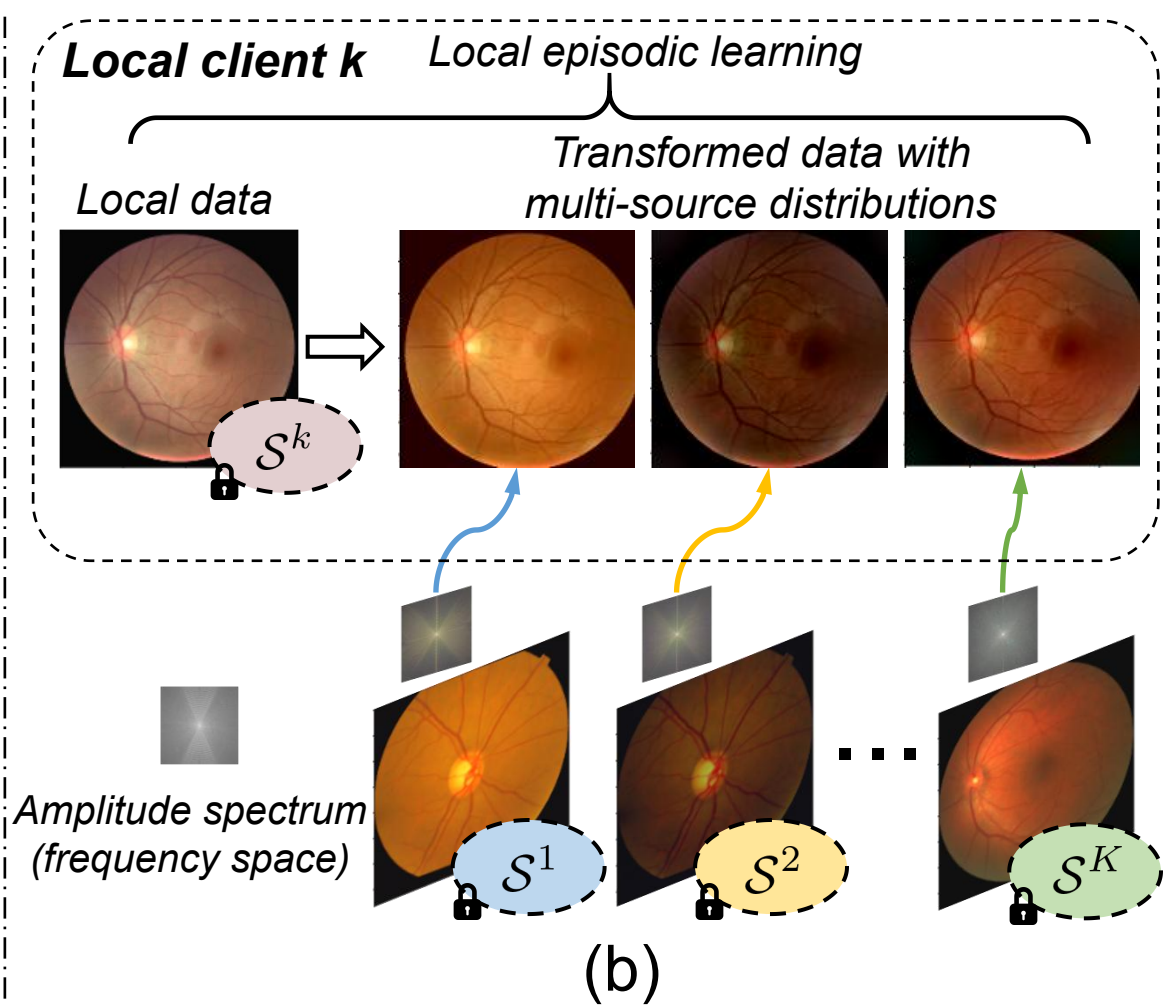 Local client k
Local episodic learning
Transformed data with
multi-source distributions
Local data
S^k
Amplitude spectrum
(frequency space)
S^1
S^2
...
S^K
(b)